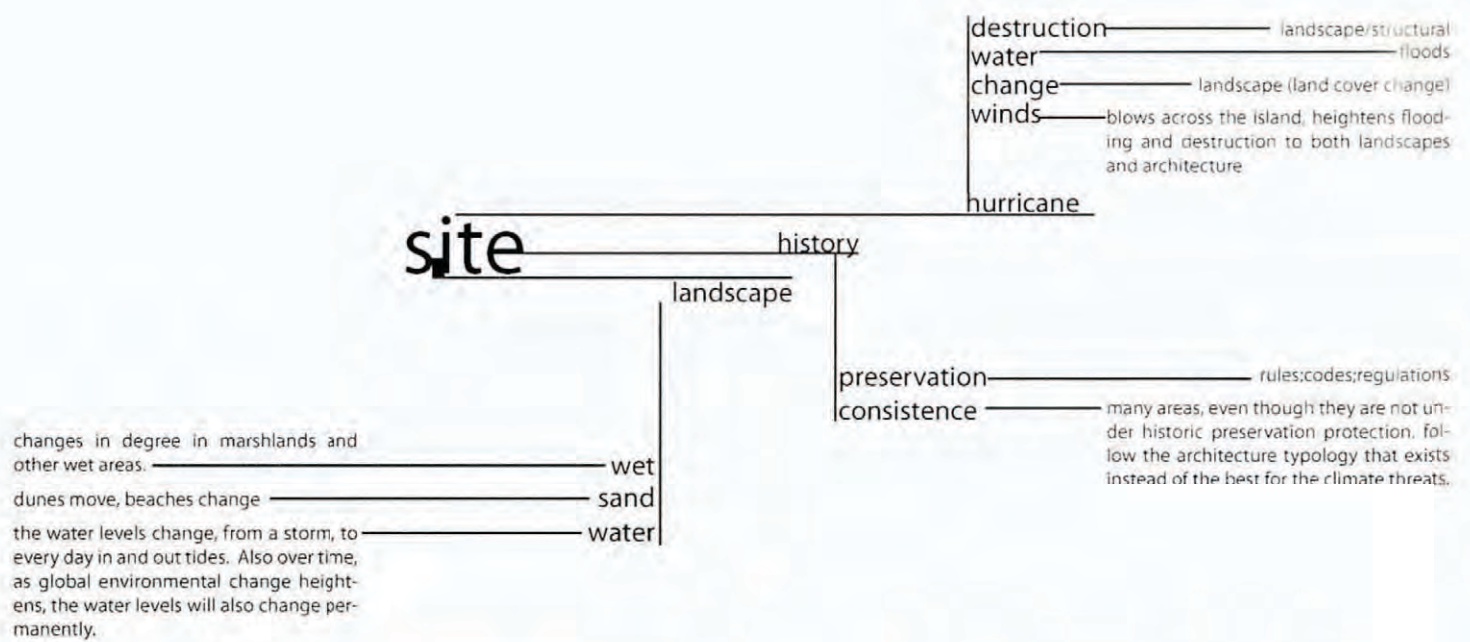 destruction landscape/structural
water floods
change landscape (land cover change)
winds blows across the island, heightens flood-
ing and destruction to both landscapes
and architecture
hurricane
site
history
landscape
preservation rules;codes;regulations
consistence many areas, even though they are not un-
der historic preservation protection. fol-
low the architecture typology that exists
instead of the best for the climate threats.
changes in degree in marshlands and
other wet areas. wet
dunes move, beaches change sand
the water levels change, from a storm, to water
every day in and out tides. Also over time,
as global environmental change height-
ens, the water levels will also change per-
manently.